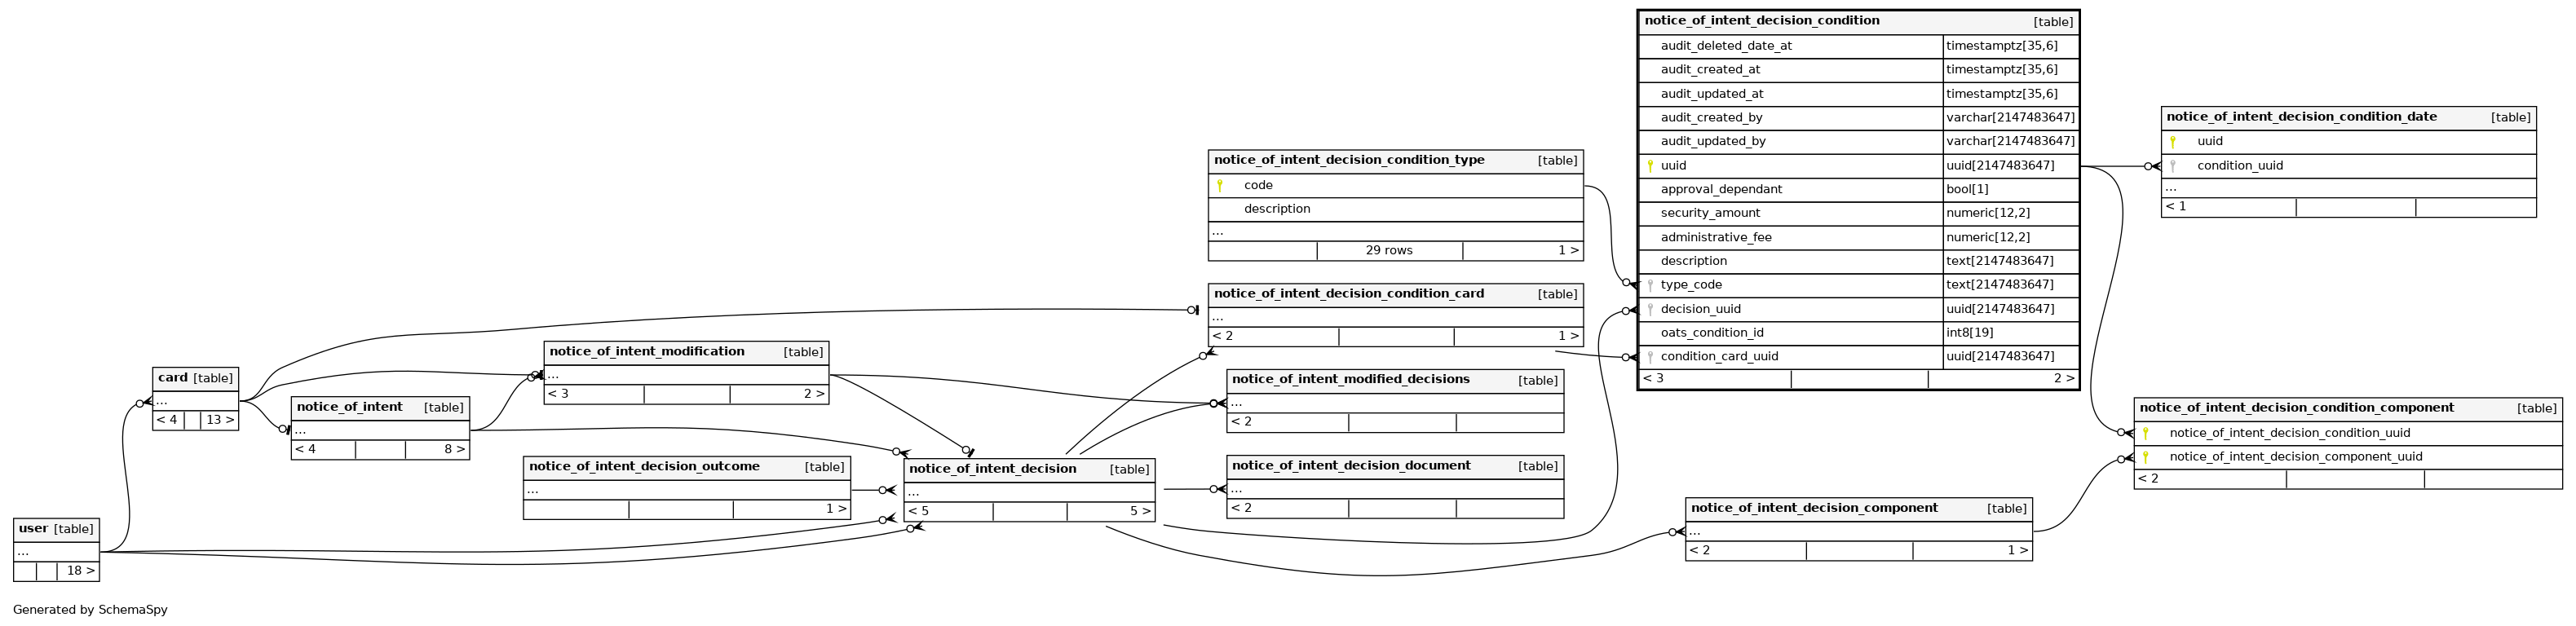 notice_of_intent_decision_condition [table]
audit_deleted_date_at timestamptz[35,6]
audit_created_at timestamptz[35,6]
audit_updated_at timestamptz[35,6]
audit_created_by varchar[2147483647]
audit_updated_by varchar[2147483647]
uuid uuid[2147483647]
approval_dependant bool[1]
security_amount numeric[12,2]
administrative_fee numeric[12,2]
description text[2147483647]
type_code text[2147483647]
decision_uuid uuid[2147483647]
oats_condition_id int8[19]
condition_card_uuid uuid[2147483647]
< 3 2 >
notice_of_intent_decision_condition_date [table]
uuid
condition_uuid
...
< 1
notice_of_intent_decision_condition_type [table]
code
description
...
29 rows 1 >
notice_of_intent_decision_condition_card [table]
...
< 2 1 >
notice_of_intent_modification [table]
...
< 3 2 >
card [table]
...
< 4 13 >
notice_of_intent [table]
...
< 4 8 >
notice_of_intent_modified_decisions [table]
...
< 2
notice_of_intent_decision_condition_component [table]
notice_of_intent_decision_condition_uuid
notice_of_intent_decision_component_uuid
< 2
notice_of_intent_decision_outcome [table]
...
1 >
notice_of_intent_decision [table]
...
< 5 5 >
notice_of_intent_decision_document [table]
...
< 2
notice_of_intent_decision_component [table]
...
< 2 1 >
user [table]
...
18 >
Generated by SchemaSpy